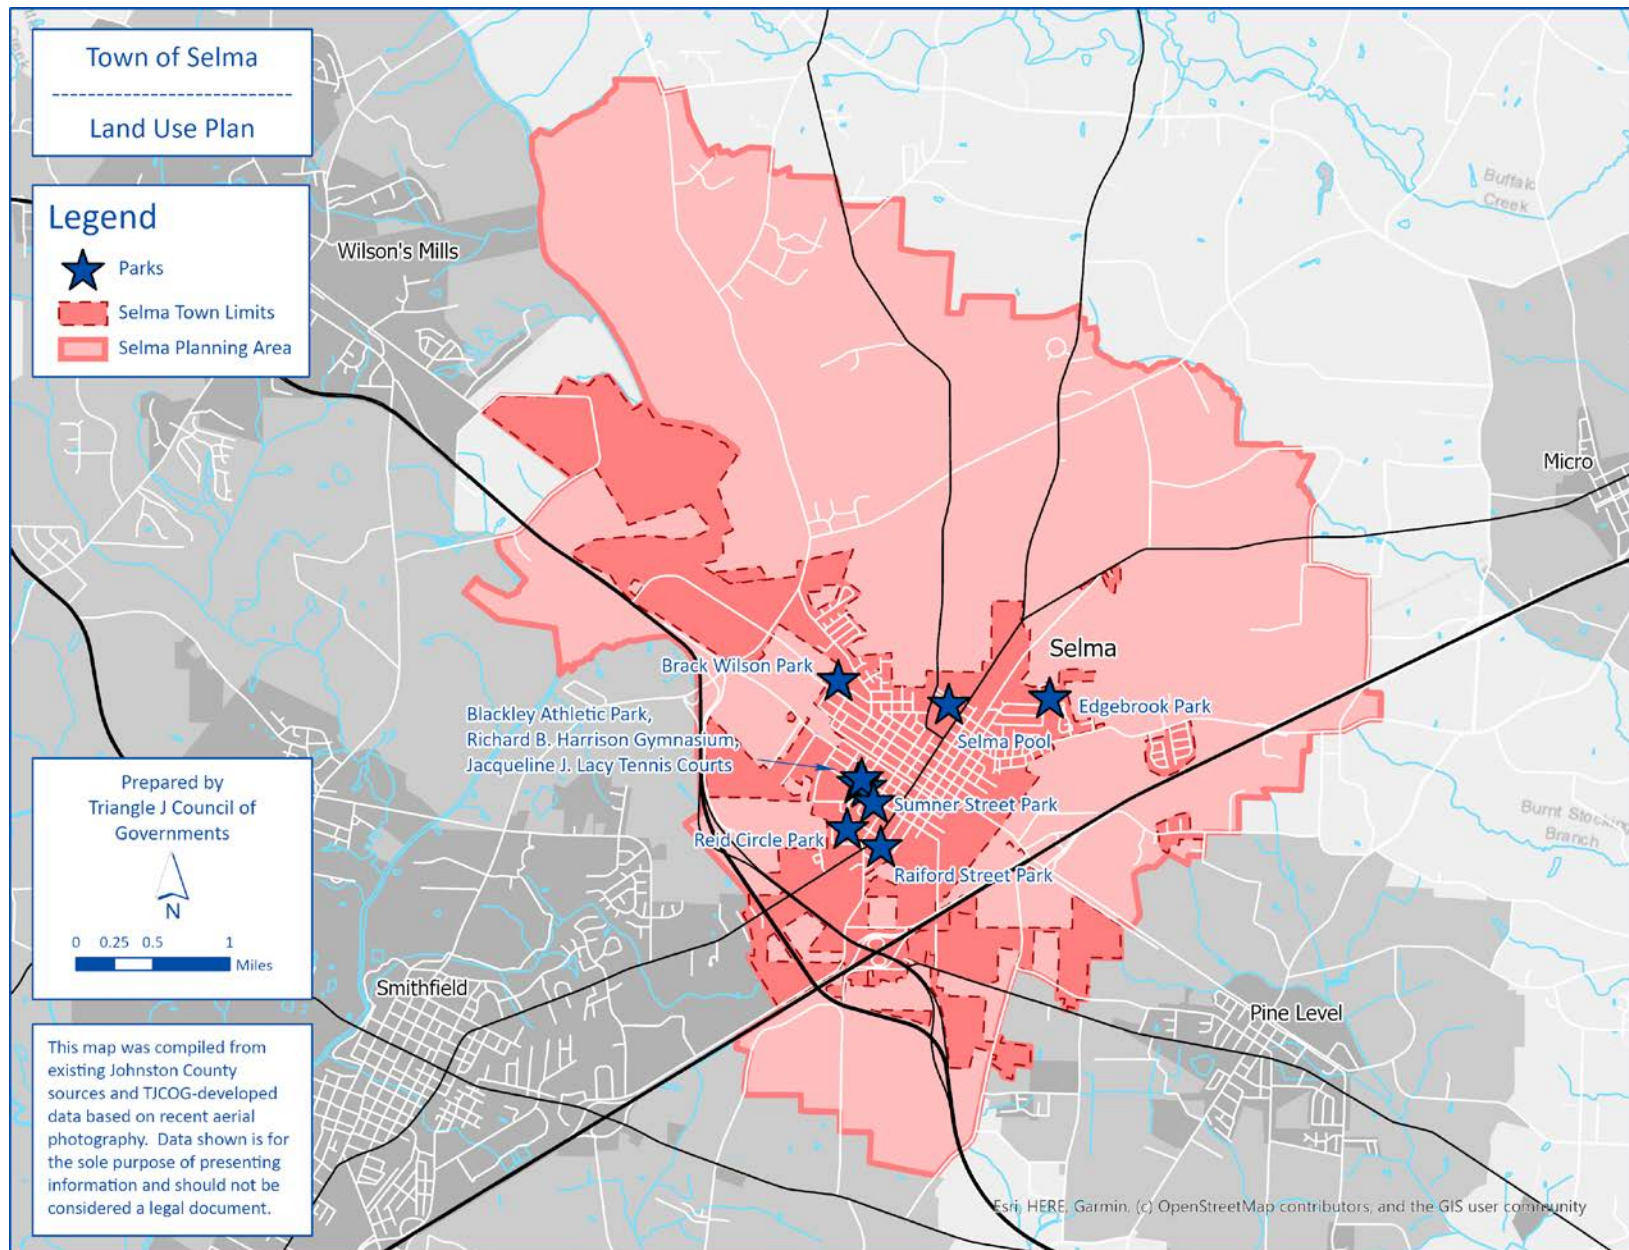 Town of Selma
Land Use Plan
Legend
Parks
Selma Town Limits
Selma Planning Area
Wilson's Mills
Buffalo
Creek
Creek
Micro
Selma
Brack Wilson Park
Edgebrook Park
Selma Pool
Blackley Athletic Park,
Richard B. Harrison Gymnasium,
Jacqueline J. Lacy Tennis Courts
Sumner Street Park
Reid Circle Park
Raiford Street Park
Burnt Stocking
Branch
Prepared by
Triangle J Council of
Governments
N
0 0.25 0.5 1
Miles
Smithfield
Pine Level
This map was compiled from
existing Johnston County
sources and TJCOG-developed
data based on recent aerial
photography. Data shown is for
the sole purpose of presenting
information and should not be
considered a legal document.
Esri, HERE, Garmin, (c) OpenStreetMap contributors, and the GIS user community